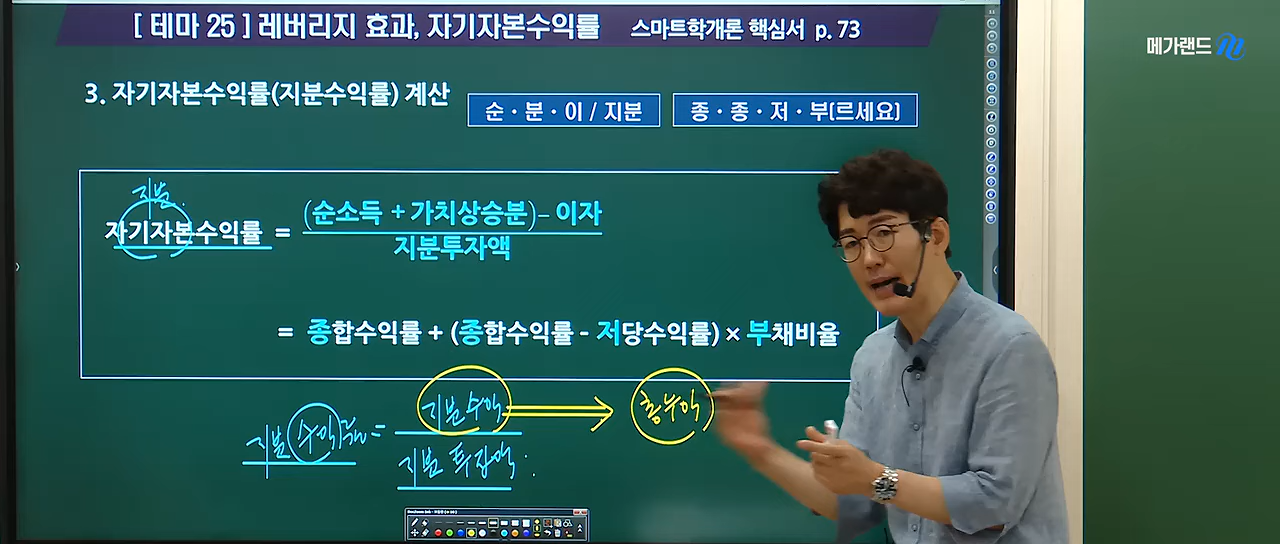 [ 테마 25 ] 레버리지 효과, 자기자본수익률 스마트학개론 핵심서 p. 73
메가랜드
3. 자기자본수익률(지분수익률) 계산
순 · 분 · 이 / 지분
종 · 종 · 저 · 부(르세요)
지분
자기자본수익률 = (순소득 + 가치상승분) – 이자
지분투자액
= 종합수익률 + (종합수익률 - 저당수익률) × 부채비율
지분수익률 = 지분수익
총수익
지분투자액